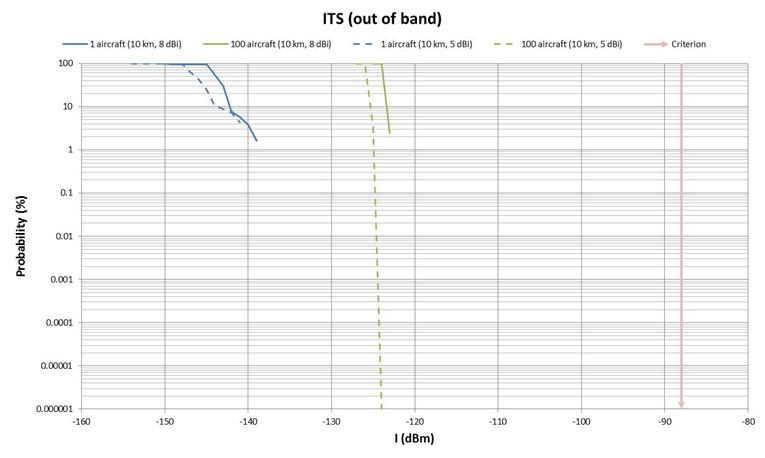 ITS (out of band)
1 aircraft (10 km, 8 dBi) 100 aircraft (10 km, 8 dBi) 1 aircraft (10 km, 5 dBi) 100 aircraft (10 km, 5 dBi) Criterion
100
10
1
0.1
0.01
0.001
0.0001
0.00001
0.000001
Probability (%)
-160 -150 -140 -130 -120 -110 -100 -90 -80
I (dBm)